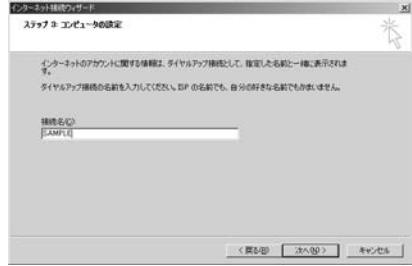 インターネット接続ウィザード
ステップ 3: コンピュータの設定
インターネットのアカウントに関する情報は、ダイヤルアップ接続として、指定した名前と一緒に表示されま
す。
ダイヤルアップ接続の名前を入力してください。ISP の名前でも、自分の好きな名前でもかまいません。
接続名(C):
SAMPLE
< 戻る(B)
次へ(N) >
キャンセル